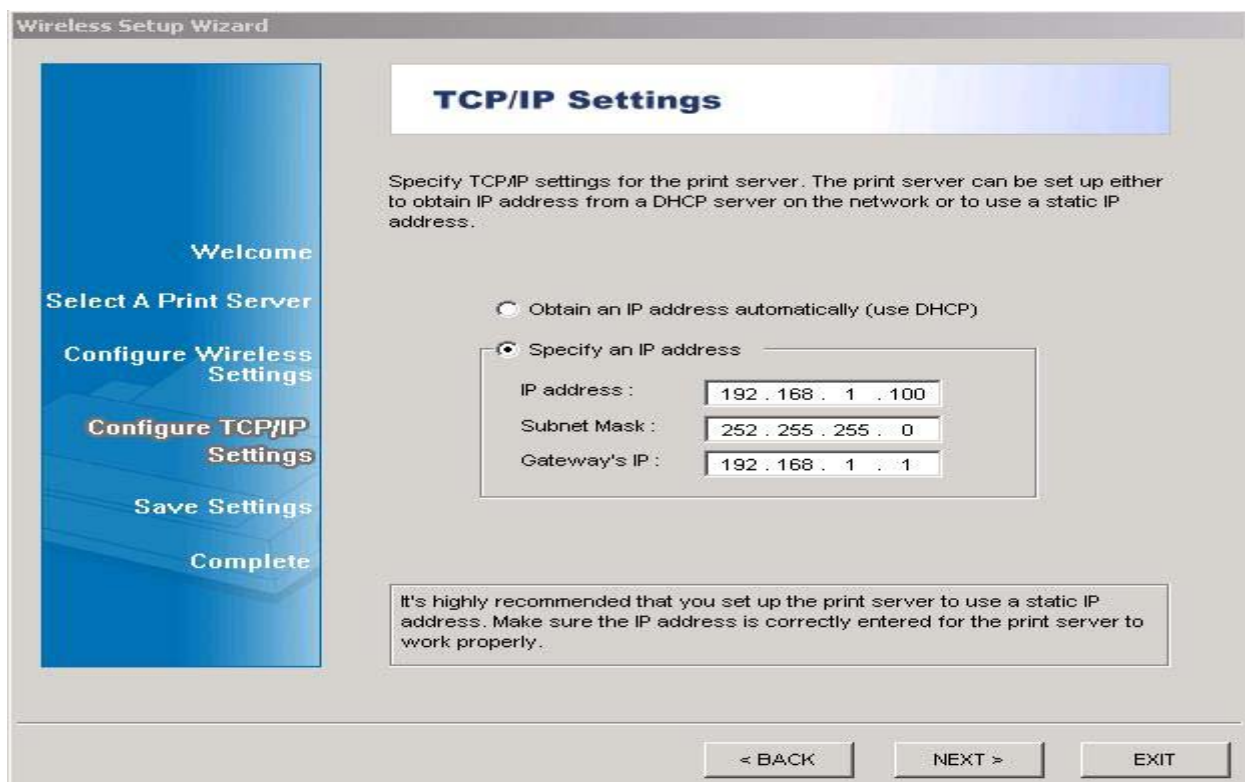 Wireless Setup Wizard
TCP/IP Settings
Specify TCP/IP settings for the print server. The print server can be set up either
to obtain IP address from a DHCP server on the network or to use a static IP
address.
Welcome
Select A Print Server
Configure Wireless
Settings
Configure TCP/IP
Settings
Save Settings
Complete
Obtain an IP address automatically (use DHCP)
Specify an IP address
IP address : 192 . 168 . 1 . 100
Subnet Mask : 252 . 255 . 255 . 0
Gateway's IP : 192 . 168 . 1 . 1
It's highly recommended that you set up the print server to use a static IP
address. Make sure the IP address is correctly entered for the print server to
work properly.
< BACK NEXT > EXIT